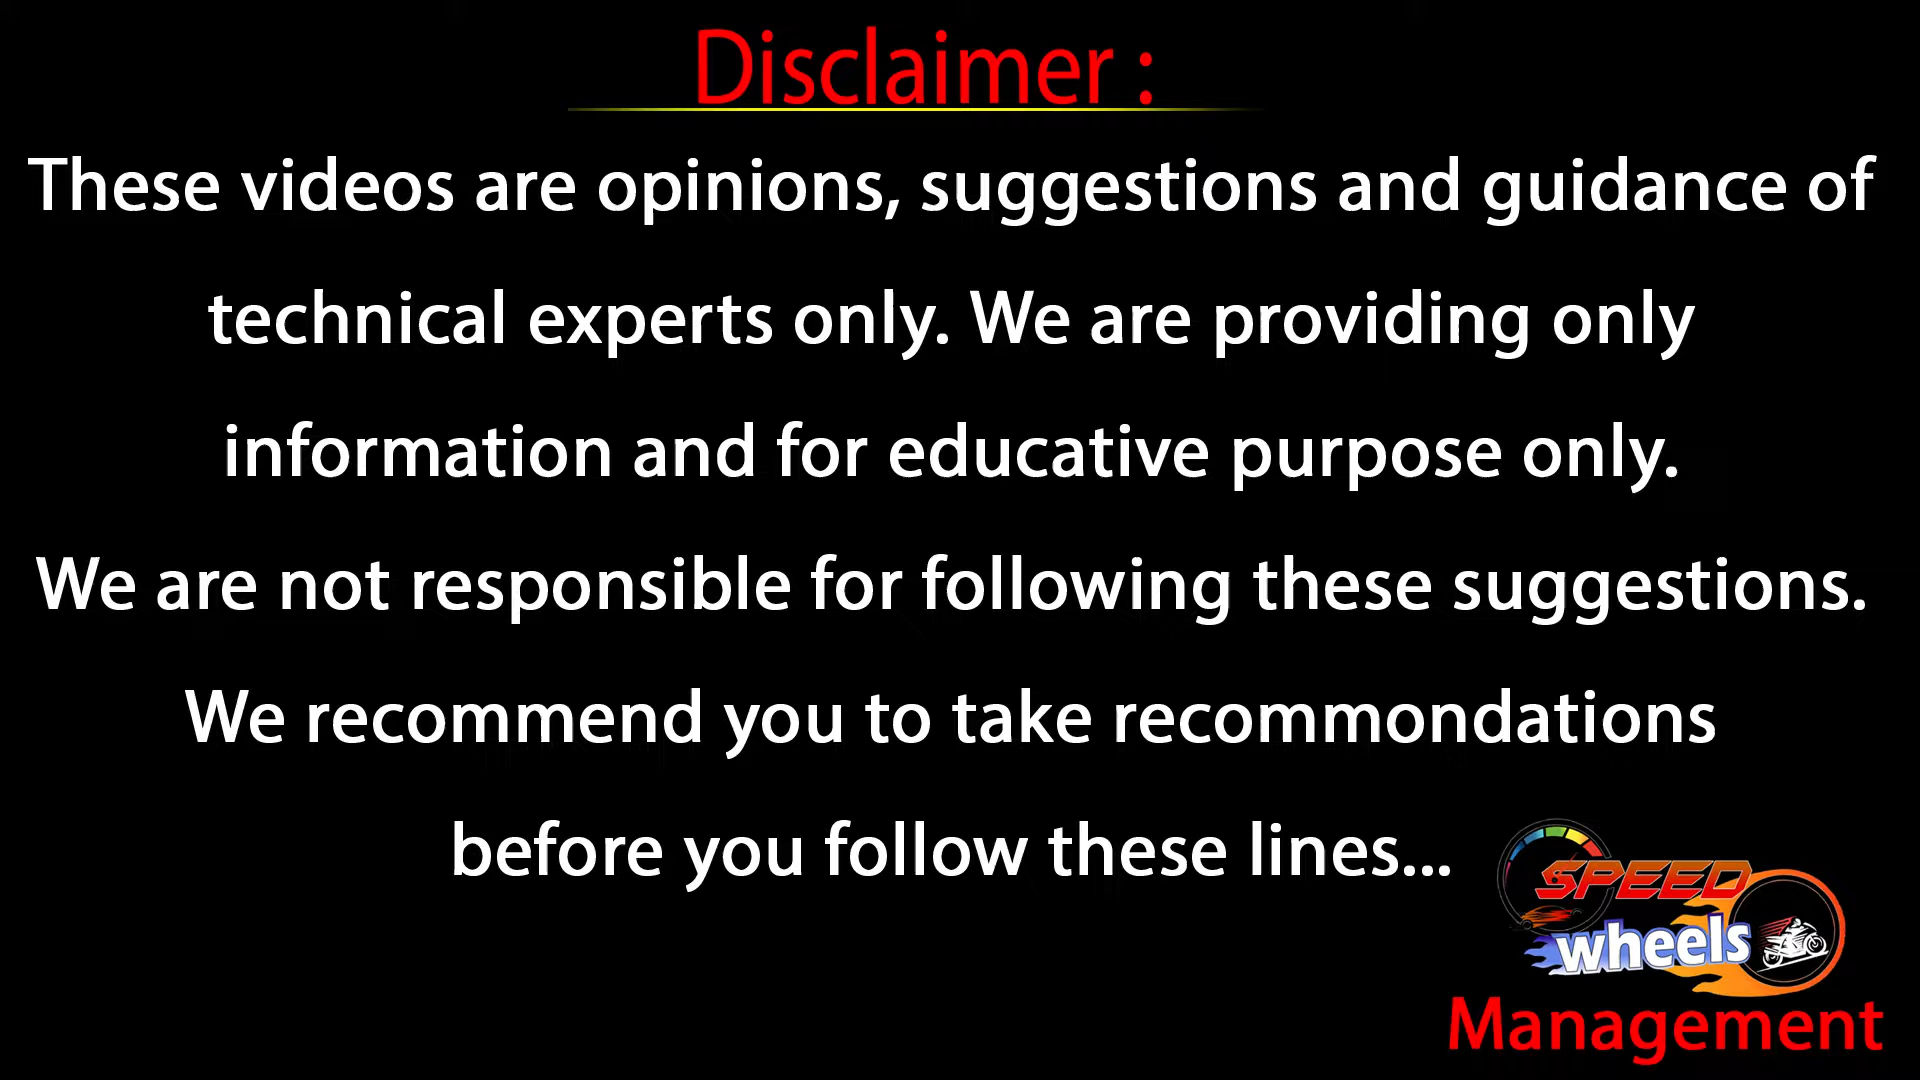 Disclaimer :
These videos are opinions, suggestions and guidance of
technical experts only. We are providing only
information and for educative purpose only.
We are not responsible for following these suggestions.
We recommend you to take recommondations
before you follow these lines...
SPEED
wheels
Management